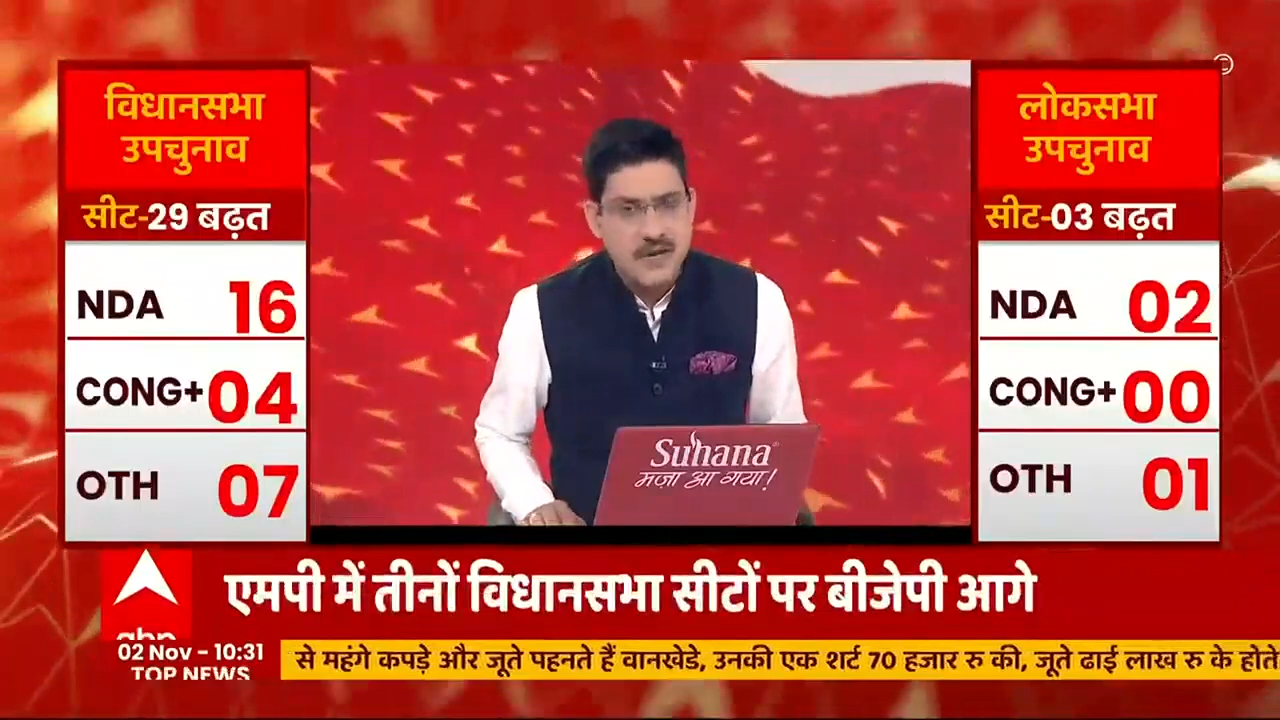 विधानसभा
उपचुनाव
सीट-29 बढ़त
NDA 16
CONG+ 04
OTH 07
लोकसभा
उपचुनाव
सीट-03 बढ़त
NDA 02
CONG+ 00
OTH 01
Suhana
मज़ा आ गया!
एमपी में तीनों विधानसभा सीटों पर बीजेपी आगे
abp
02 Nov - 10:31
TOP NEWS
से महंगे कपड़े और जूते पहनते हैं वानखेडे, उनकी एक शर्ट 70 हजार रु की, जूते ढाई लाख रु के होते